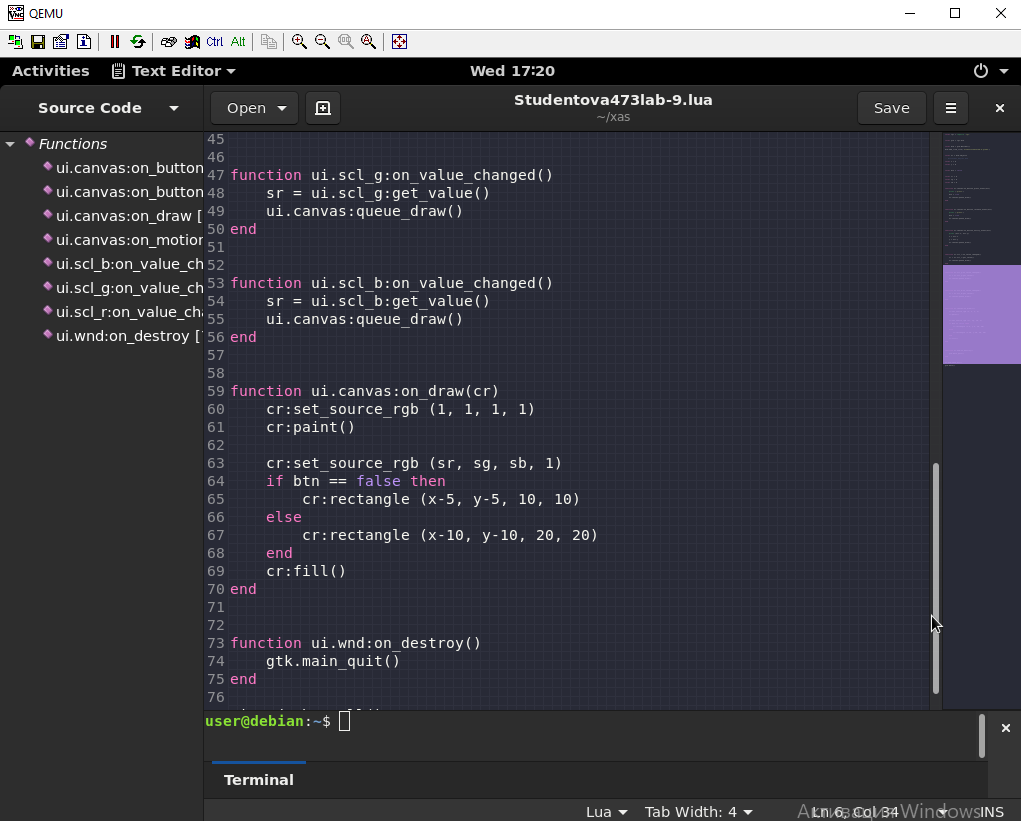 QEMU
Ctrl Alt
Activities Text Editor Wed 17:20
Source Code Open Studentova473lab-9.lua Save
~/xas
Functions
ui.canvas:on_button
ui.canvas:on_button
ui.canvas:on_draw [
ui.canvas:on_motion
ui.scl_b:on_value_ch
ui.scl_g:on_value_ch
ui.scl_r:on_value_cha
ui.wnd:on_destroy [
45
46
47 function ui.scl_g:on_value_changed()
48     sr = ui.scl_g:get_value()
49     ui.canvas:queue_draw()
50 end
51
52
53 function ui.scl_b:on_value_changed()
54     sr = ui.scl_b:get_value()
55     ui.canvas:queue_draw()
56 end
57
58
59 function ui.canvas:on_draw(cr)
60     cr:set_source_rgb (1, 1, 1, 1)
61     cr:paint()
62
63     cr:set_source_rgb (sr, sg, sb, 1)
64     if btn == false then
65         cr:rectangle (x-5, y-5, 10, 10)
66     else
67         cr:rectangle (x-10, y-10, 20, 20)
68     end
69     cr:fill()
70 end
71
72
73 function ui.wnd:on_destroy()
74     gtk.main_quit()
75 end
76
user@debian:~$
Terminal
Lua Tab Width: 4 Ln 6, Col 34 INS
Активация Windows